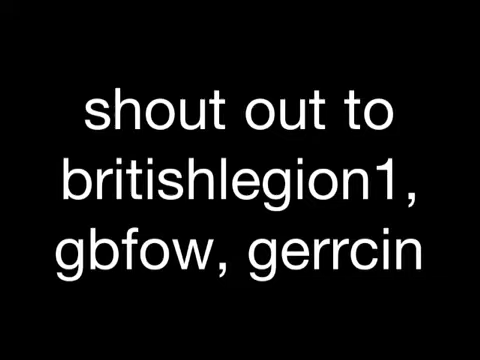 shout out to
britishlegion1,
gbfow, gerrcin